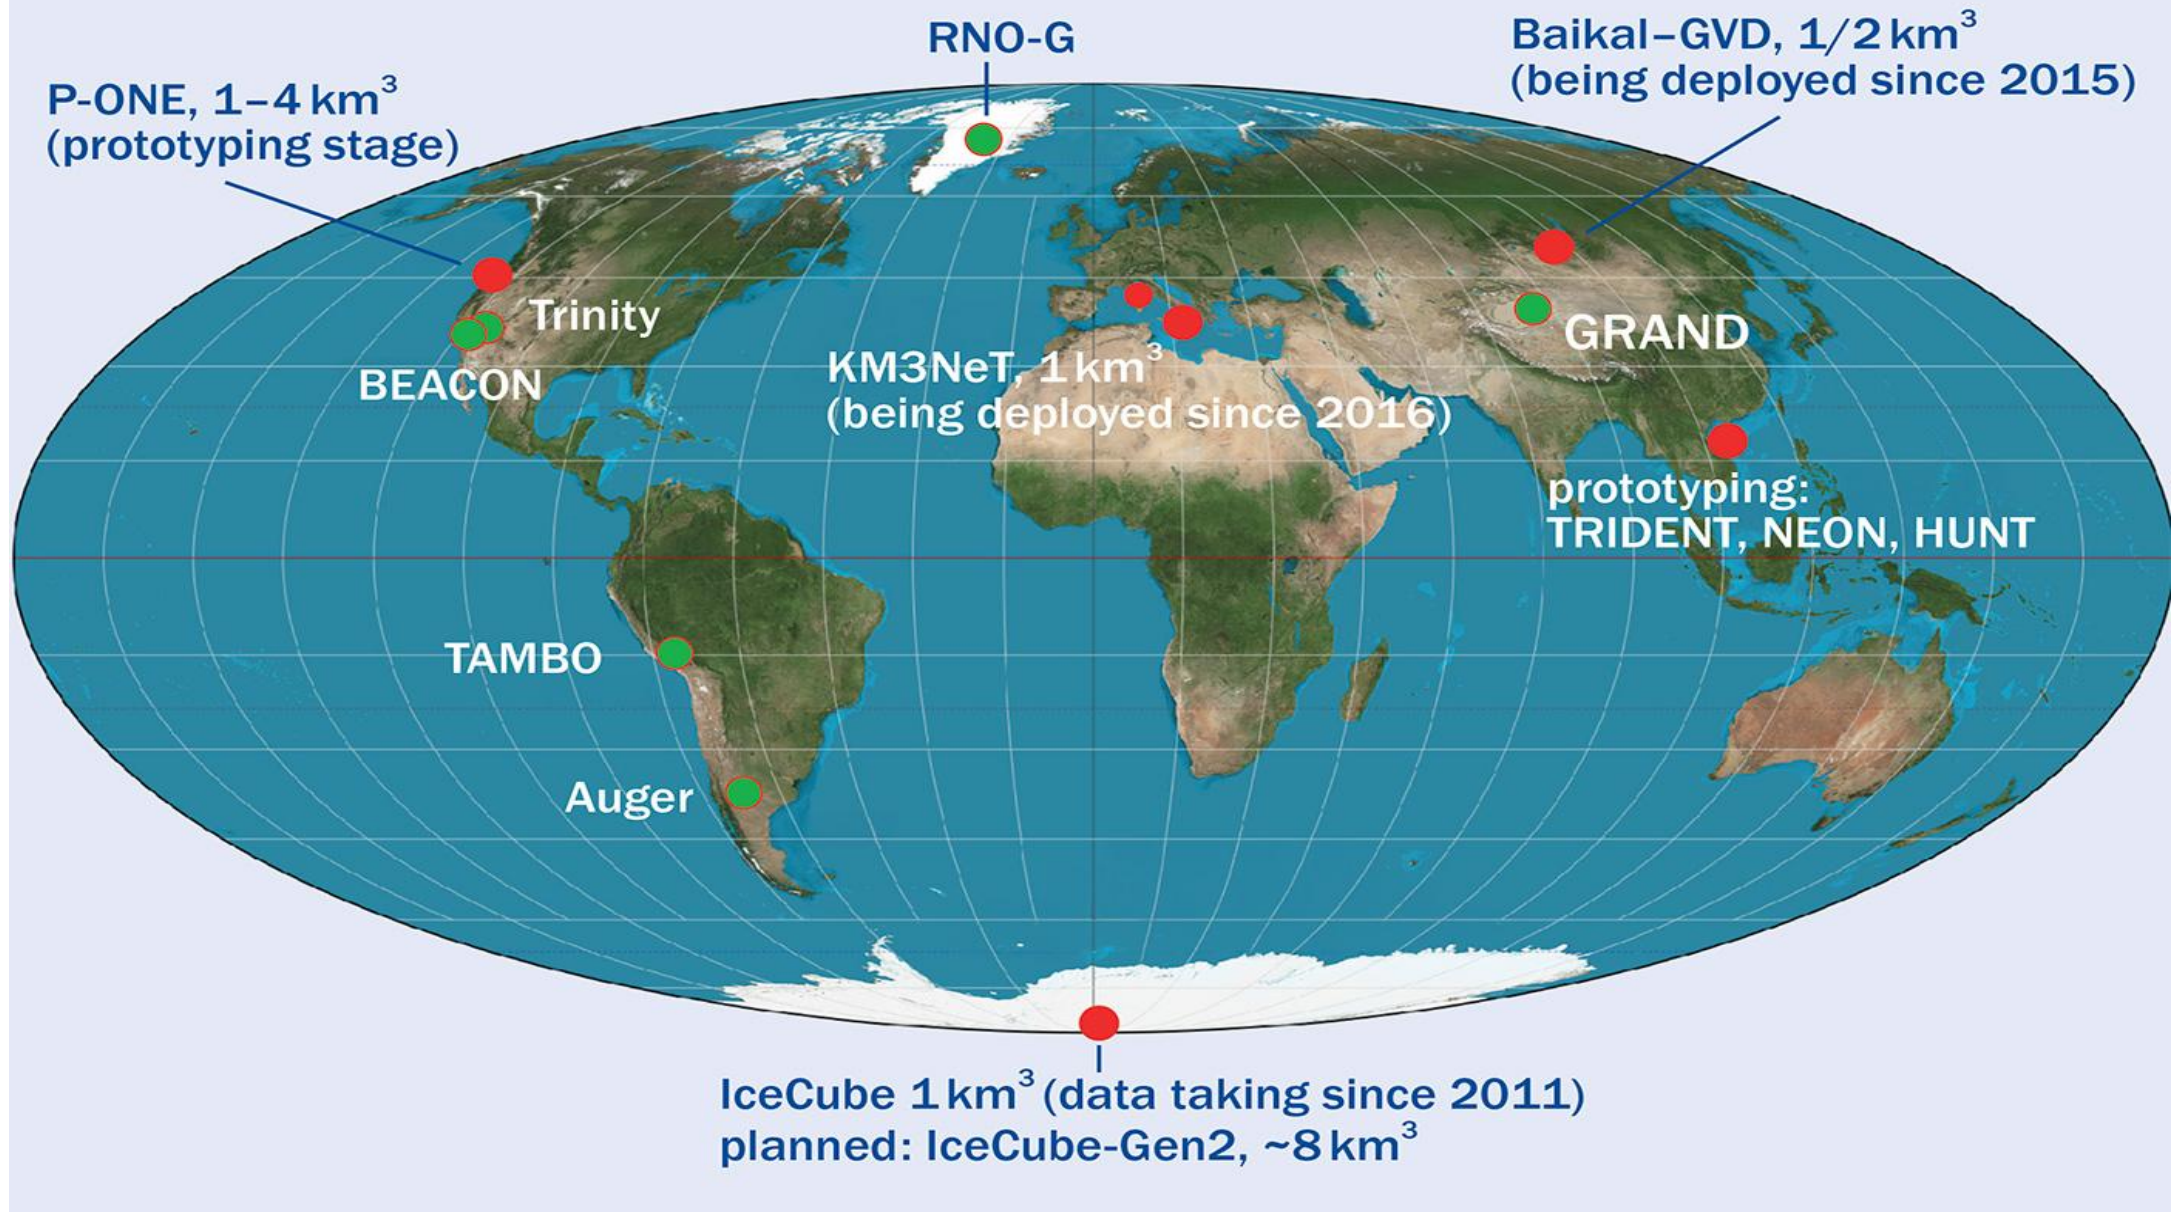 RNO-G
Baikal–GVD, 1/2 km³
(being deployed since 2015)
P-ONE, 1–4 km³
(prototyping stage)
Trinity
BEACON
KM3NeT, 1 km³
(being deployed since 2016)
GRAND
prototyping:
TRIDENT, NEON, HUNT
TAMBO
Auger
IceCube 1 km³ (data taking since 2011)
planned: IceCube-Gen2, ~8 km³